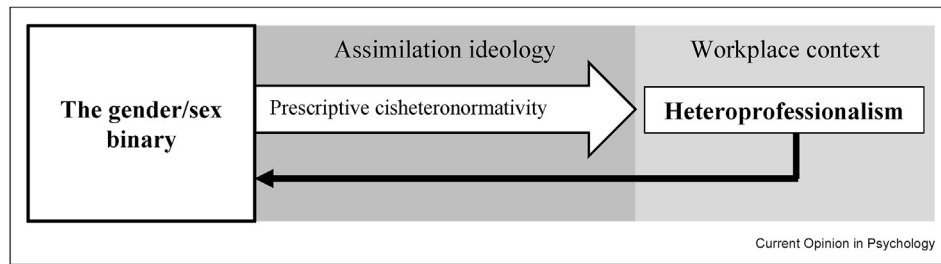 Assimilation ideology
Workplace context
The gender/sex
binary
Prescriptive cisheteronormativity
Heteroprofessionalism
Current Opinion in Psychology